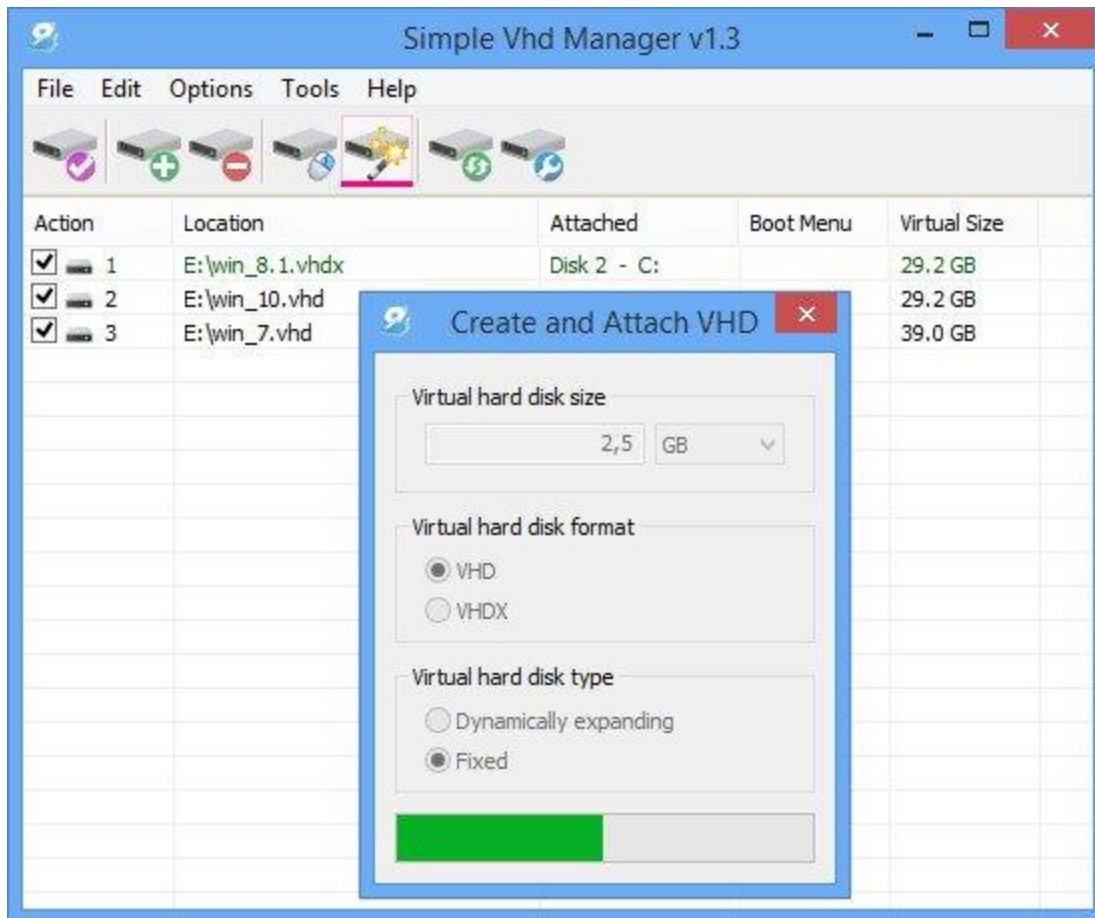 Simple Vhd Manager v1.3
File Edit Options Tools Help
Action Location Attached Boot Menu Virtual Size
1 E:\win_8.1.vhdx Disk 2 - C: 29.2 GB
2 E:\win_10.vhd 29.2 GB
3 E:\win_7.vhd 39.0 GB
Create and Attach VHD
Virtual hard disk size
2,5 GB
Virtual hard disk format
VHD
VHDX
Virtual hard disk type
Dynamically expanding
Fixed